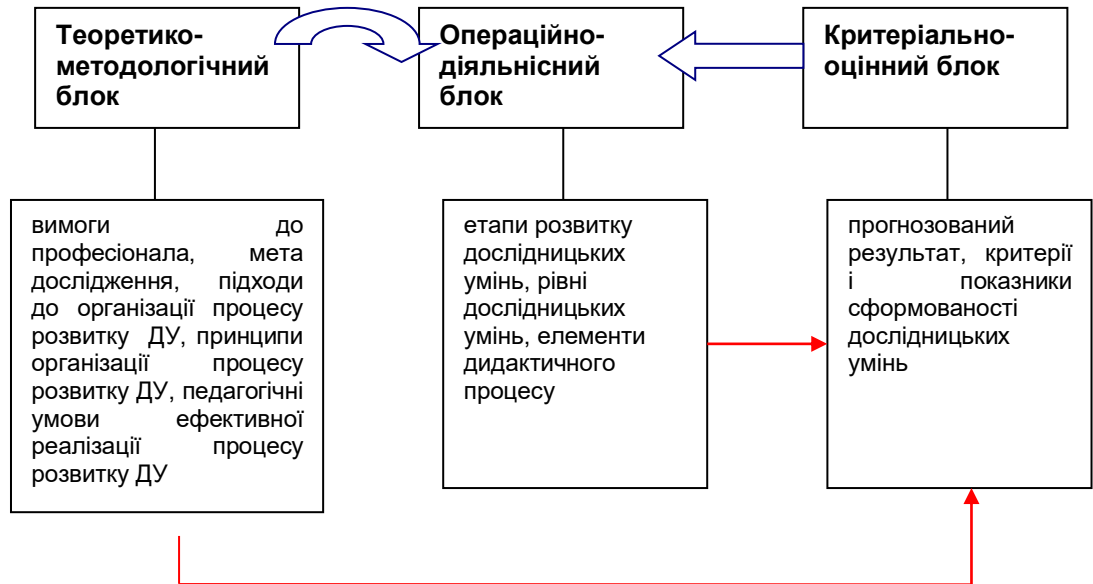 Теоретико-
методологічний
блок
Операційно-
діяльнісний
блок
Критеріально-
оцінний блок
вимоги до
професіонала, мета
дослідження, підходи
до організації процесу
розвитку ДУ, принципи
організації процесу
розвитку ДУ, педагогічні
умови ефективної
реалізації процесу
розвитку ДУ
етапи розвитку
дослідницьких
умінь, рівні
дослідницьких
умінь, елементи
дидактичного
процесу
прогнозований
результат, критерії
і показники
сформованості
дослідницьких
умінь